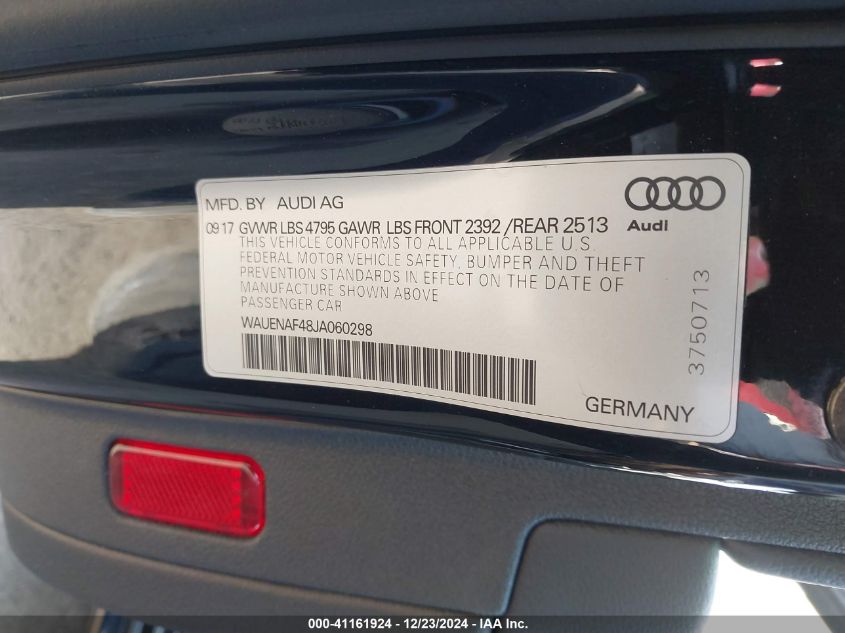 MFD. BY AUDI AG
09 17 GVWR LBS 4795 GAWR LBS FRONT 2392 /REAR 2513
Audi
THIS VEHICLE CONFORMS TO ALL APPLICABLE U.S.
FEDERAL MOTOR VEHICLE SAFETY, BUMPER AND THEFT
PREVENTION STANDARDS IN EFFECT ON THE DATE OF
MANUFACTURE SHOWN ABOVE
PASSENGER CAR
WAUENAF48JA060298
3750713
GERMANY
000-41161924 - 12/23/2024 - IAA Inc.